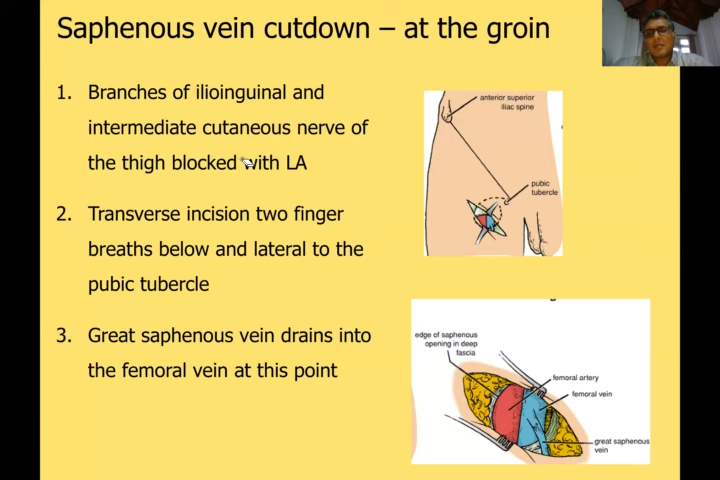 Saphenous vein cutdown – at the groin
1. Branches of ilioinguinal and
intermediate cutaneous nerve of
the thigh blocked with LA
2. Transverse incision two finger
breaths below and lateral to the
pubic tubercle
3. Great saphenous vein drains into
the femoral vein at this point
anterior superior
iliac spine
pubic
tubercle
edge of saphenous
opening in deep
fascia
femoral artery
femoral vein
great saphenous
vein